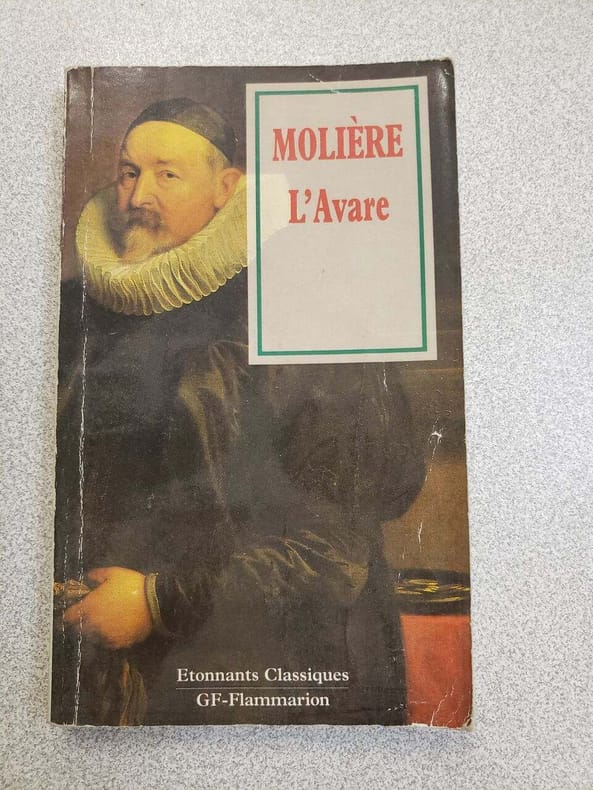 MOLIÈRE
L'Avare
Etonnants Classiques
GF-Flammarion